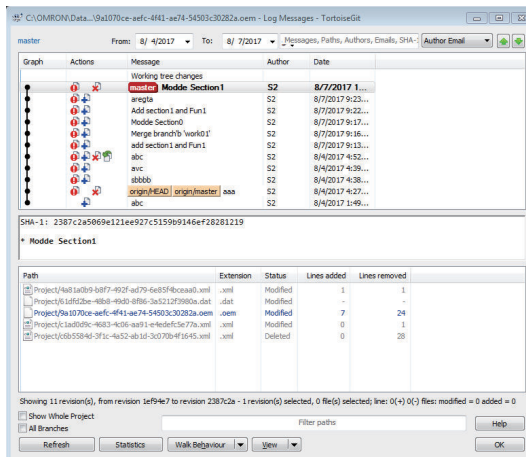 C:\OMRON\Data...\9a1070ce-aefc-4f41-ae74-54503c30282a.oem - Log Messages - TortoiseGit
master From: 8/ 4/2017 To: 8/ 7/2017 Messages, Paths, Authors, Emails, SHA- Author Email
Graph Actions Message Author Date
Working tree changes
master Modde Section1 S2 8/7/2017 1...
aregta S2 8/7/2017 9:23...
Add section1 and Fun1 S2 8/7/2017 9:22...
Modde Section0 S2 8/7/2017 9:17...
Merge branch'b 'work01' S2 8/7/2017 9:16...
add section1 and Fun1 S2 8/7/2017 9:13...
abc S2 8/4/2017 4:52...
avc S2 8/4/2017 4:39...
sbbbb S2 8/4/2017 4:38...
origin/HEAD origin/master aaa S2 8/4/2017 4:27...
abc S2 8/4/2017 1:49...
SHA-1: 2387c2a5069e121ee927c5159b9146ef28281219
* Modde Section1
Path Extension Status Lines added Lines removed
Project/4a81a0b9-b8f7-492f-ad79-6e85f4bceaa0.xml .xml Modified 1 1
Project/61dfd2be-48b8-49d0-8f86-3a5212f3980a.dat .dat Modified - -
Project/9a1070ce-aefc-4f41-ae74-54503c30282a.oem .oem Modified 7 24
Project/c1ad0d9c-4683-4c06-aa91-e4edefc5e77a.xml .xml Modified 0 1
Project/c6b5584d-3f1c-4a52-ab1d-3c070b4f1645.xml .xml Deleted 0 28
Showing 11 revision(s), from revision 1ef94e7 to revision 2387c2a - 1 revision(s) selected, 0 file(s) selected; line: 0(+) 0(-) files: modified = 0 added = 0
Show Whole Project
All Branches
Filter paths
Help
Refresh Statistics Walk Behaviour View OK